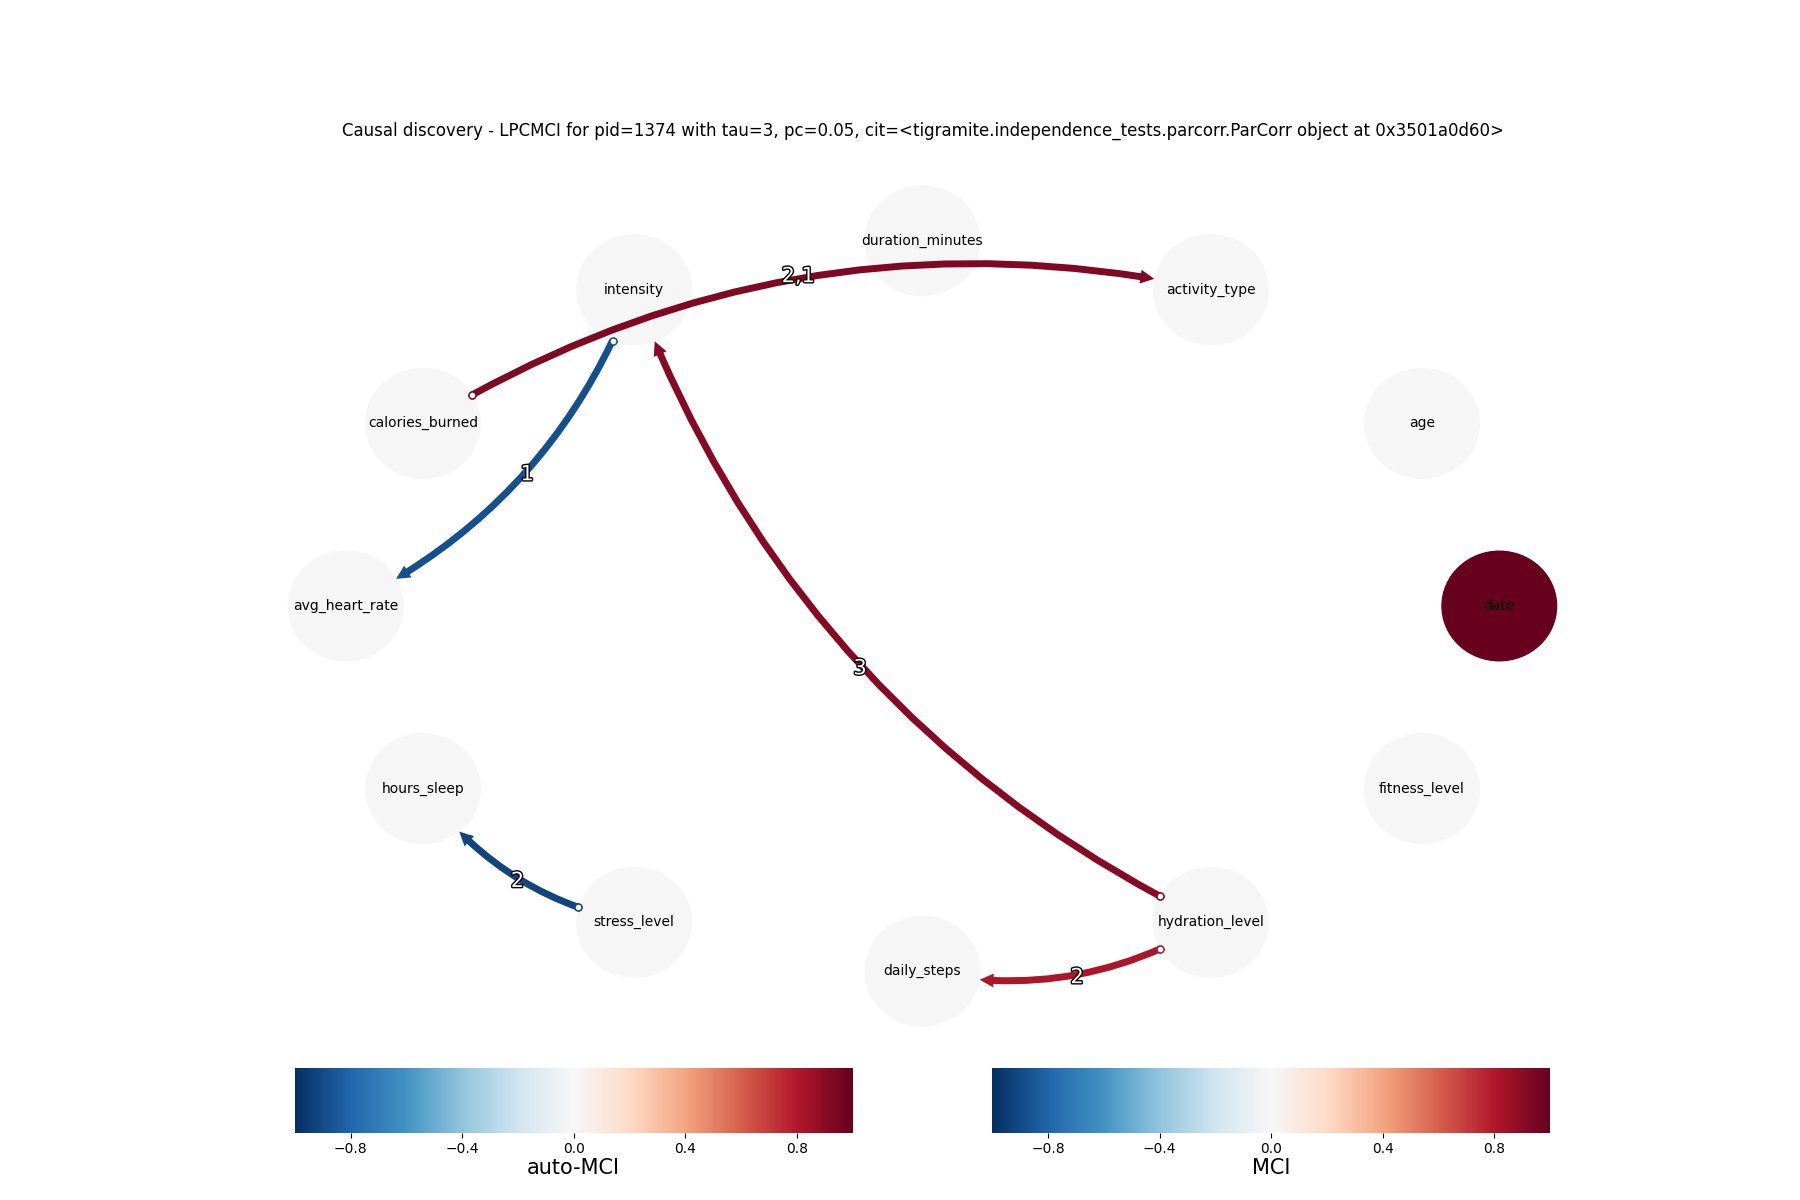 Causal discovery - LPCMCI for pid=1374 with tau=3, pc=0.05, cit=<tigramite.independence_tests.parcorr.ParCorr object at 0x3501a0d60>
duration_minutes
2,1
intensity
activity_type
calories_burned
age
1
avg_heart_rate
date
3
hours_sleep
fitness_level
2
stress_level
hydration_level
daily_steps
2
−0.8 −0.4 0.0 0.4 0.8
auto-MCI
−0.8 −0.4 0.0 0.4 0.8
MCI